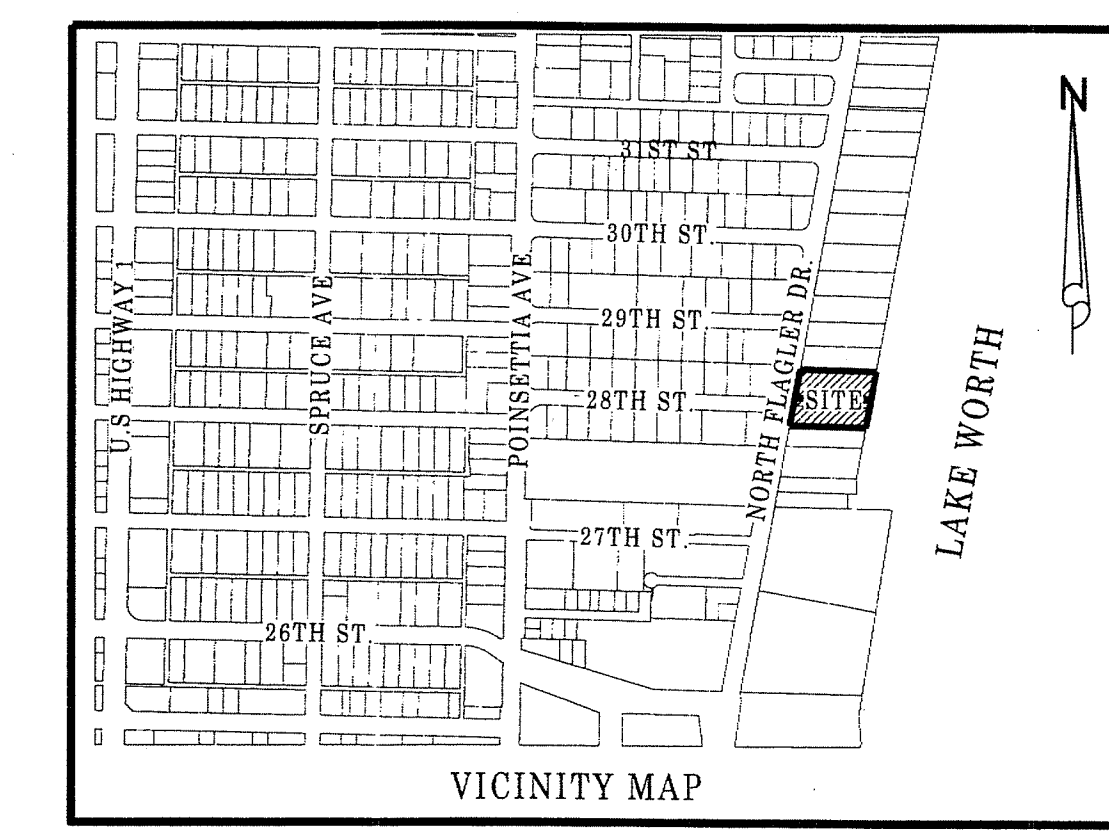 N
31ST ST.
30TH ST.
29TH ST.
28TH ST.
27TH ST.
26TH ST.
U.S HIGHWAY 1
SPRUCE AVE
POINSETTIA AVE
NORTH FLAGLER DR.
SITE
LAKE WORTH
VICINITY MAP